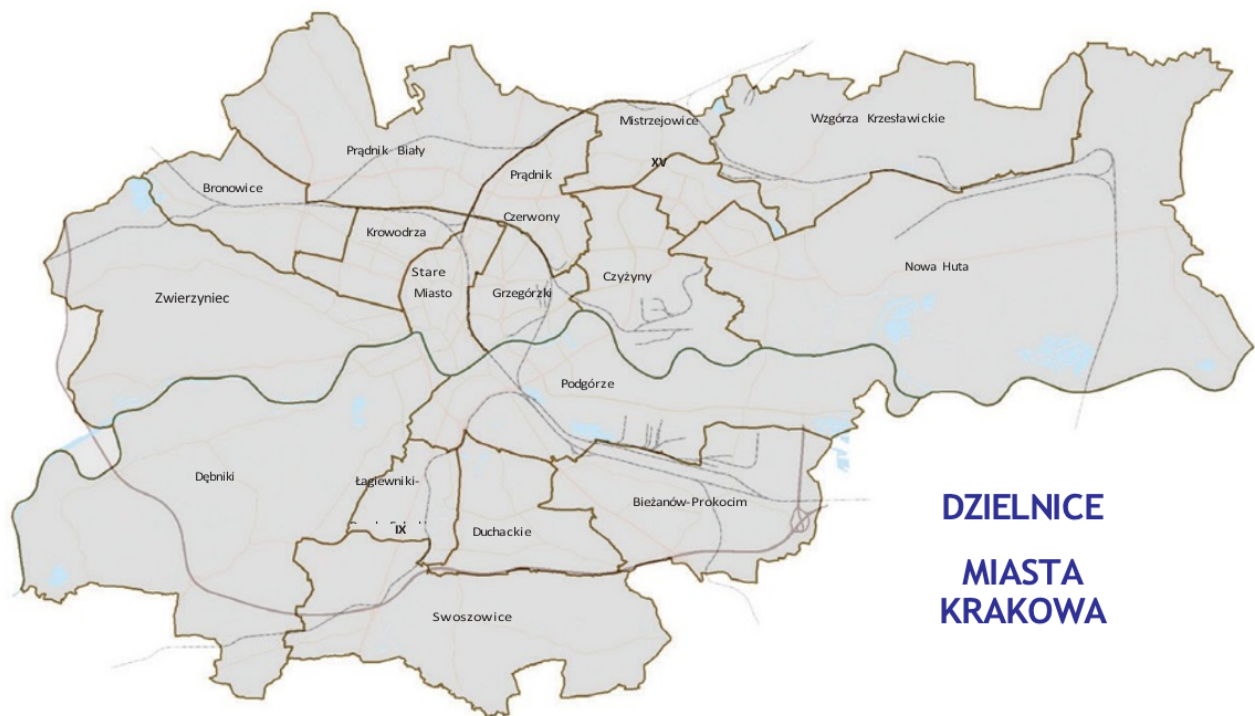 Mistrzejowice
Wzgórza Krzesławickie
Prądnik Biały
XV
Prądnik
Bronowice
Czerwony
Krowodrza
Stare
Miasto
Grzegórzki
Czyżyny
Nowa Huta
Zwierzyniec
Podgórze
Dębniki
Łagiewniki-
IX
Duchackie
Bieżanów-Prokocim
Swoszowice
DZIELNICE
MIASTA
KRAKOWA